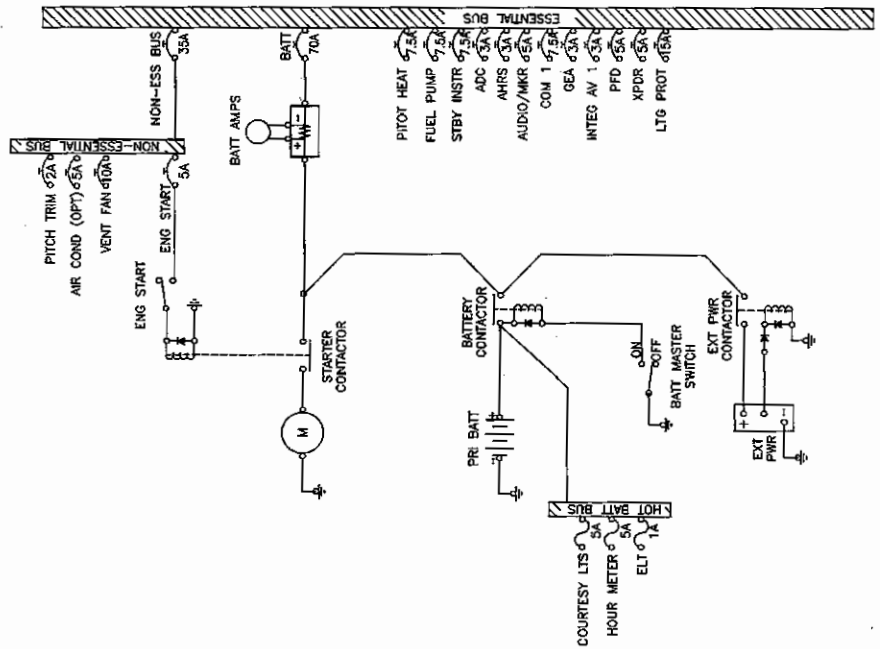 ESSENTIAL BUS
NON-ESS BUS
35A
BATT
70A
PITOT HEAT
7.5A
FUEL PUMP
7.5A
STBY INSTR
7.5A
ADC
3A
AHRS
3A
AUDIO/MKR
5A
COM 1
7.5A
GEA
3A
INTEG AV 1
3A
PFD
5A
XPDR
5A
LTG PROT
15A
NON-ESSENTIAL BUS
PITCH TRIM
2A
AIR COND (OPT)
5A
VENT FAN
10A
ENG START
5A
BATT AMPS
+ -
ENG START
STARTER
CONTACTOR
M
BATTERY
CONTACTOR
PRI BATT
+ -
ON
OFF
BATT MASTER
SWITCH
EXT PWR
CONTACTOR
+ -
EXT
PWR
HOT BATT
BUS
COURTESY LTS
5A
HOUR METER
5A
ELT
1A